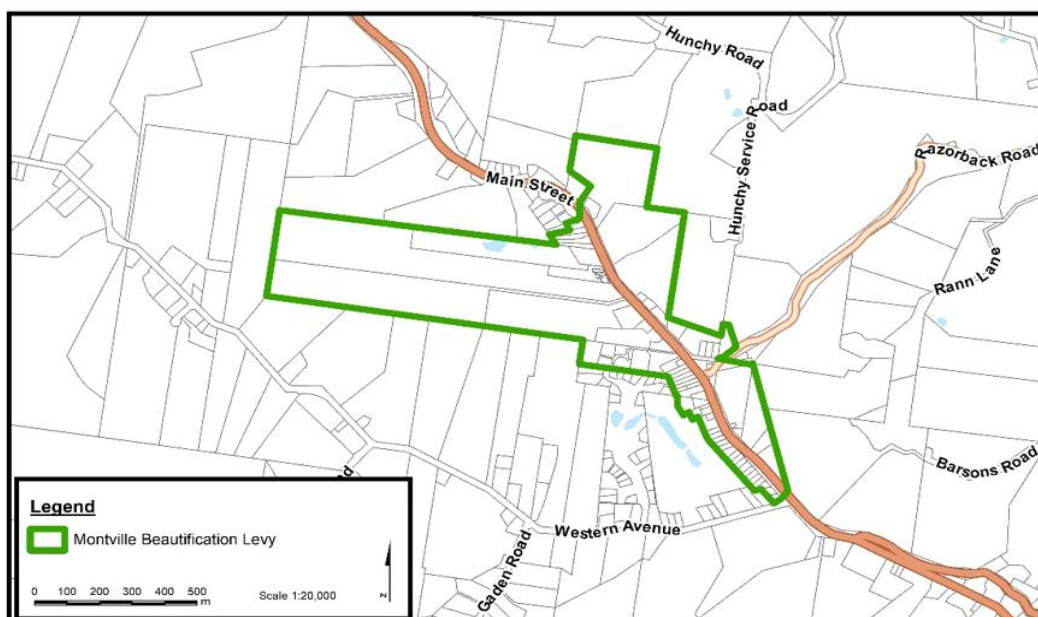 Hunchy Road
Hunchy Service Road
Razorback Road
Main Street
Rann Lane
Barsons Road
Western Avenue
Gaden Road
Legend
Montville Beautification Levy
0 100 200 300 400 500
m
Scale 1:20,000
N